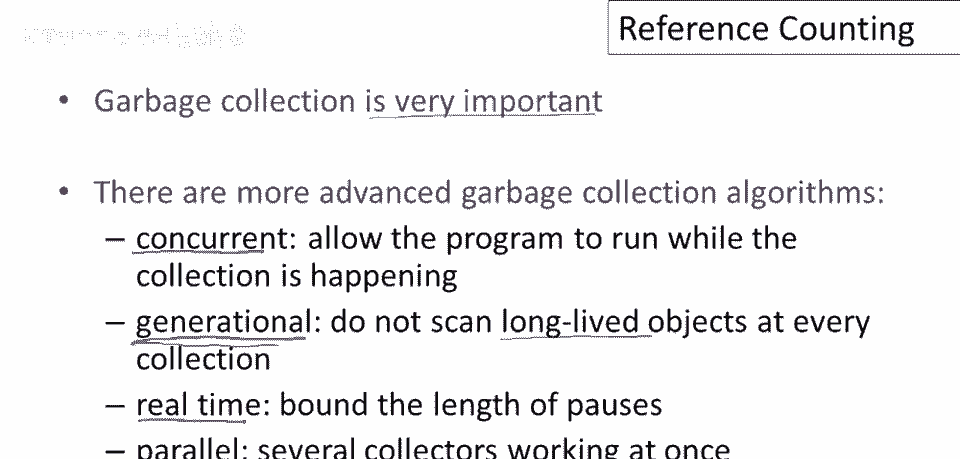 Reference Counting
• Garbage collection is very important
• There are more advanced garbage collection algorithms:
– concurrent: allow the program to run while the
collection is happening
– generational: do not scan long-lived objects at every
collection
– real time: bound the length of pauses
– parallel: several collectors working at once